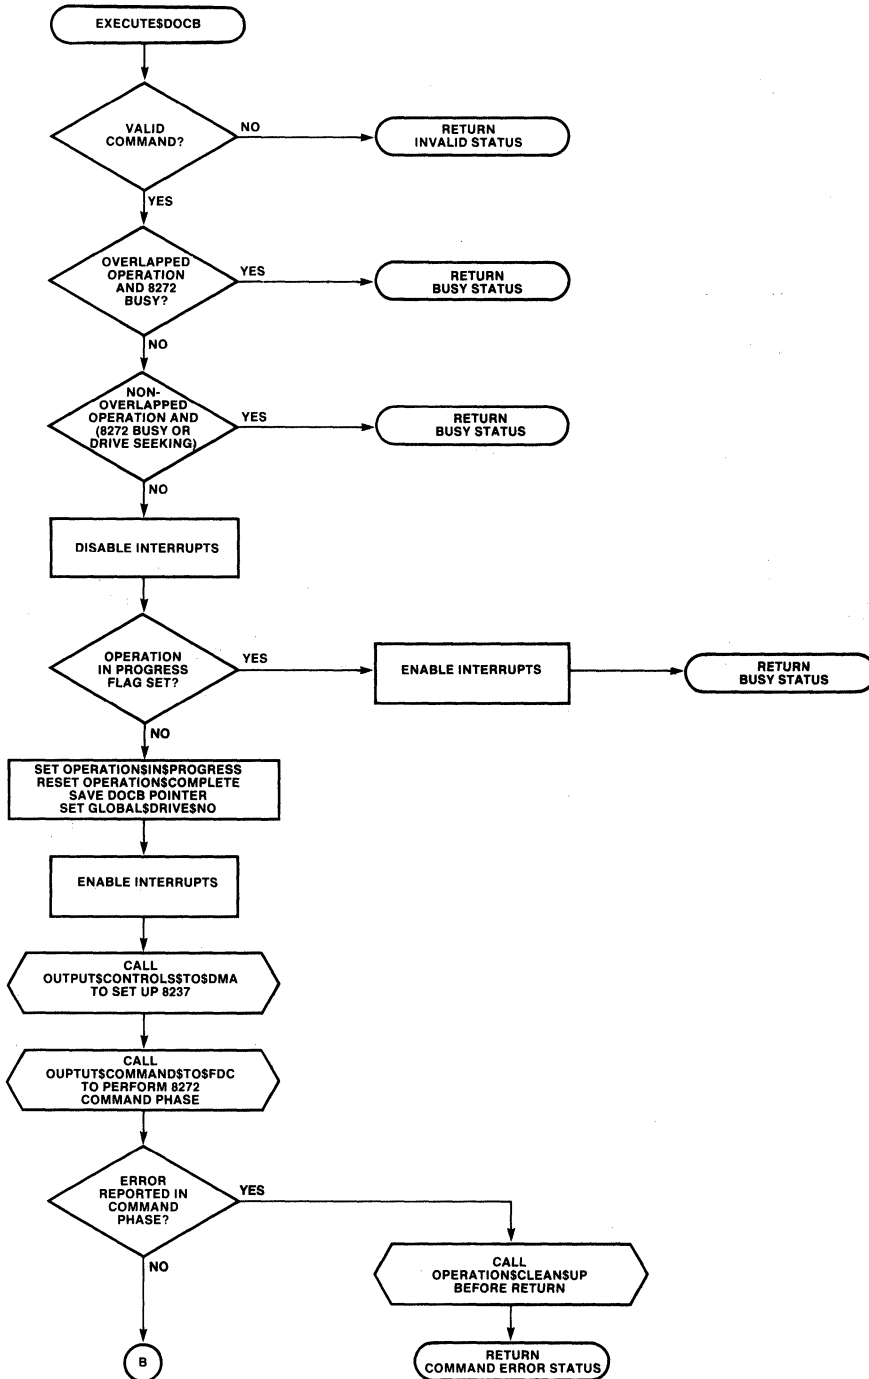 EXECUTE$DOCB
VALID
COMMAND?
NO
RETURN
INVALID STATUS
YES
OVERLAPPED
OPERATION
AND 8272
BUSY?
YES
RETURN
BUSY STATUS
NO
NON-
OVERLAPPED
OPERATION AND
(8272 BUSY OR
DRIVE SEEKING)
YES
RETURN
BUSY STATUS
NO
DISABLE INTERRUPTS
OPERATION
IN PROGRESS
FLAG SET?
YES
ENABLE INTERRUPTS
RETURN
BUSY STATUS
NO
SET OPERATION$IN$PROGRESS
RESET OPERATION$COMPLETE
SAVE DOCB POINTER
SET GLOBAL$DRIVE$NO
ENABLE INTERRUPTS
CALL
OUTPUT$CONTROLS$TO$DMA
TO SET UP 8237
CALL
OUPTUT$COMMAND$TO$FDC
TO PERFORM 8272
COMMAND PHASE
ERROR
REPORTED IN
COMMAND
PHASE?
YES
NO
CALL
OPERATION$CLEAN$UP
BEFORE RETURN
B
RETURN
COMMAND ERROR STATUS